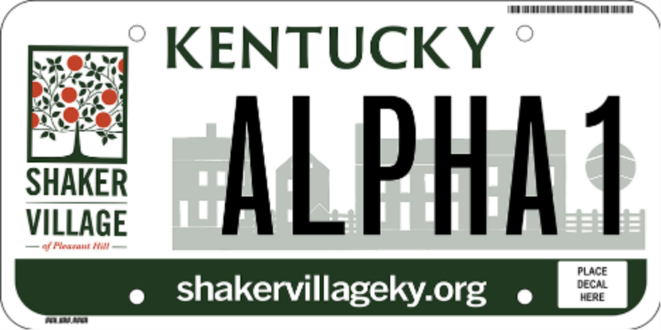 KENTUCKY
SHAKER
VILLAGE
of Pleasant Hill
ALPHA1
shakervillageky.org
PLACE
DECAL
HERE